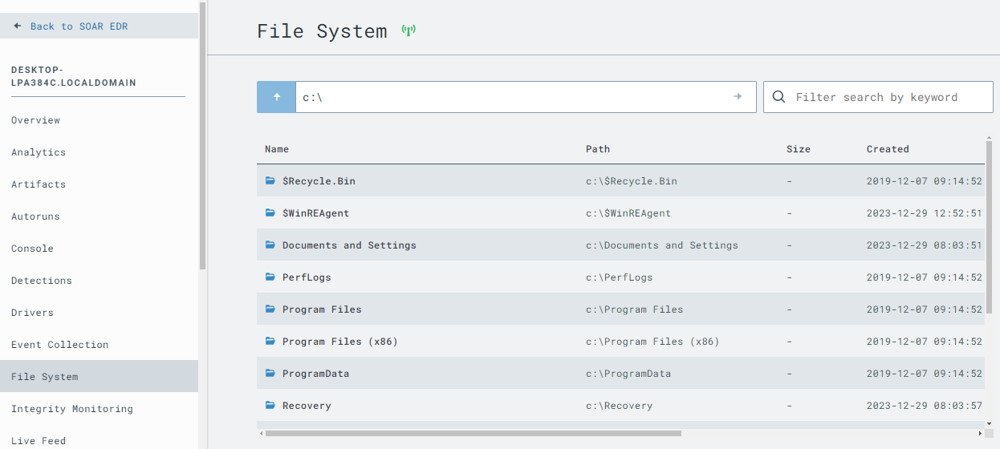 Back to SOAR EDR
DESKTOP-
LPA384C.LOCALDOMAIN
Overview
Analytics
Artifacts
Autoruns
Console
Detections
Drivers
Event Collection
File System
Integrity Monitoring
Live Feed
File System
c:\
Filter search by keyword
Name Path Size Created
$Recycle.Bin c:\$Recycle.Bin - 2019-12-07 09:14:52
$WinREAgent c:\$WinREAgent - 2023-12-29 12:52:51
Documents and Settings c:\Documents and Settings - 2023-12-29 08:03:51
PerfLogs c:\PerfLogs - 2019-12-07 09:14:52
Program Files c:\Program Files - 2019-12-07 09:14:52
Program Files (x86) c:\Program Files (x86) - 2019-12-07 09:14:52
ProgramData c:\ProgramData - 2019-12-07 09:14:52
Recovery c:\Recovery - 2023-12-29 08:03:57